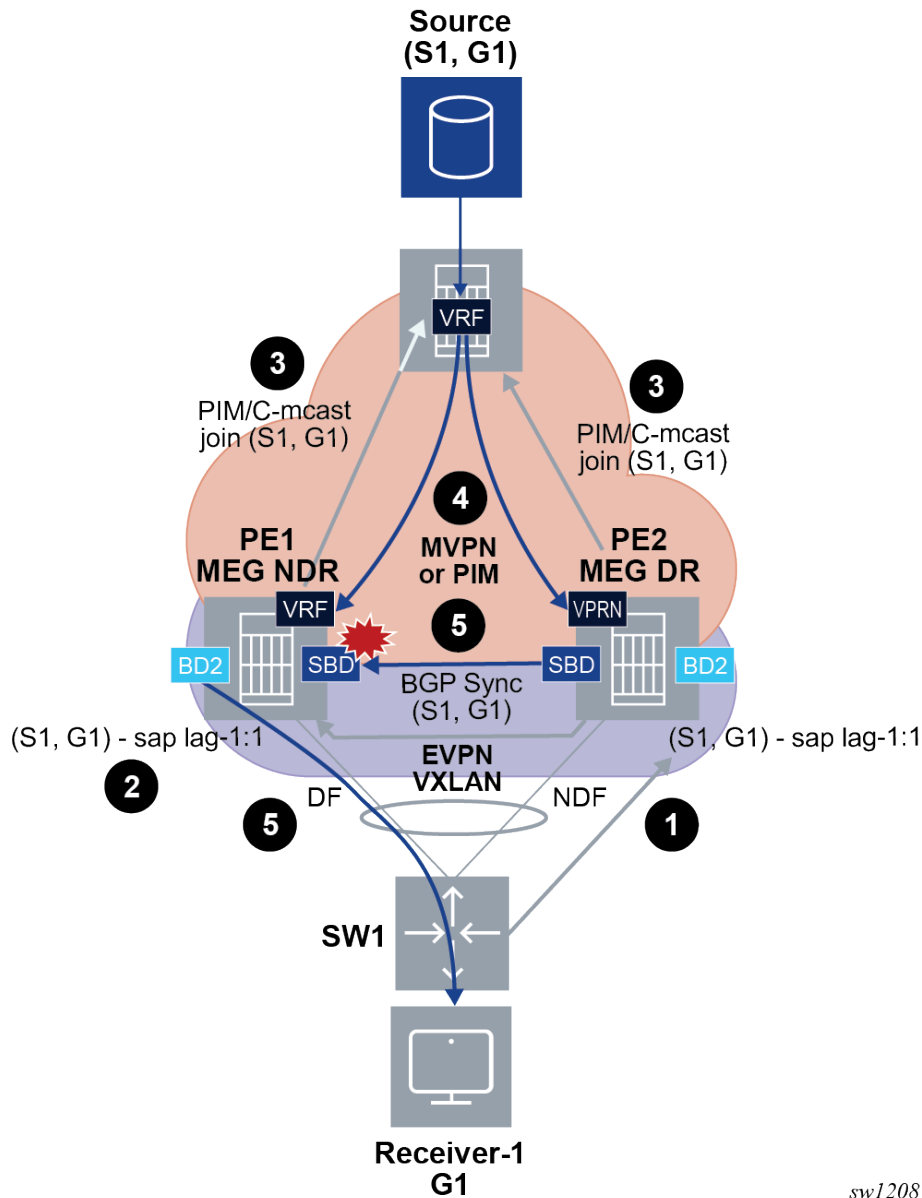 Source
(S1, G1)
VRF
3
PIM/C-mcast
join (S1, G1)
3
PIM/C-mcast
join (S1, G1)
4
MVPN
or PIM
PE1
MEG NDR
PE2
MEG DR
VRF
VPRN
5
BD2
SBD
SBD
BD2
BGP Sync
(S1, G1)
(S1, G1) - sap lag-1:1
(S1, G1) - sap lag-1:1
EVPN
VXLAN
2
DF
NDF
5
1
SW1
Receiver-1
G1
sw1208